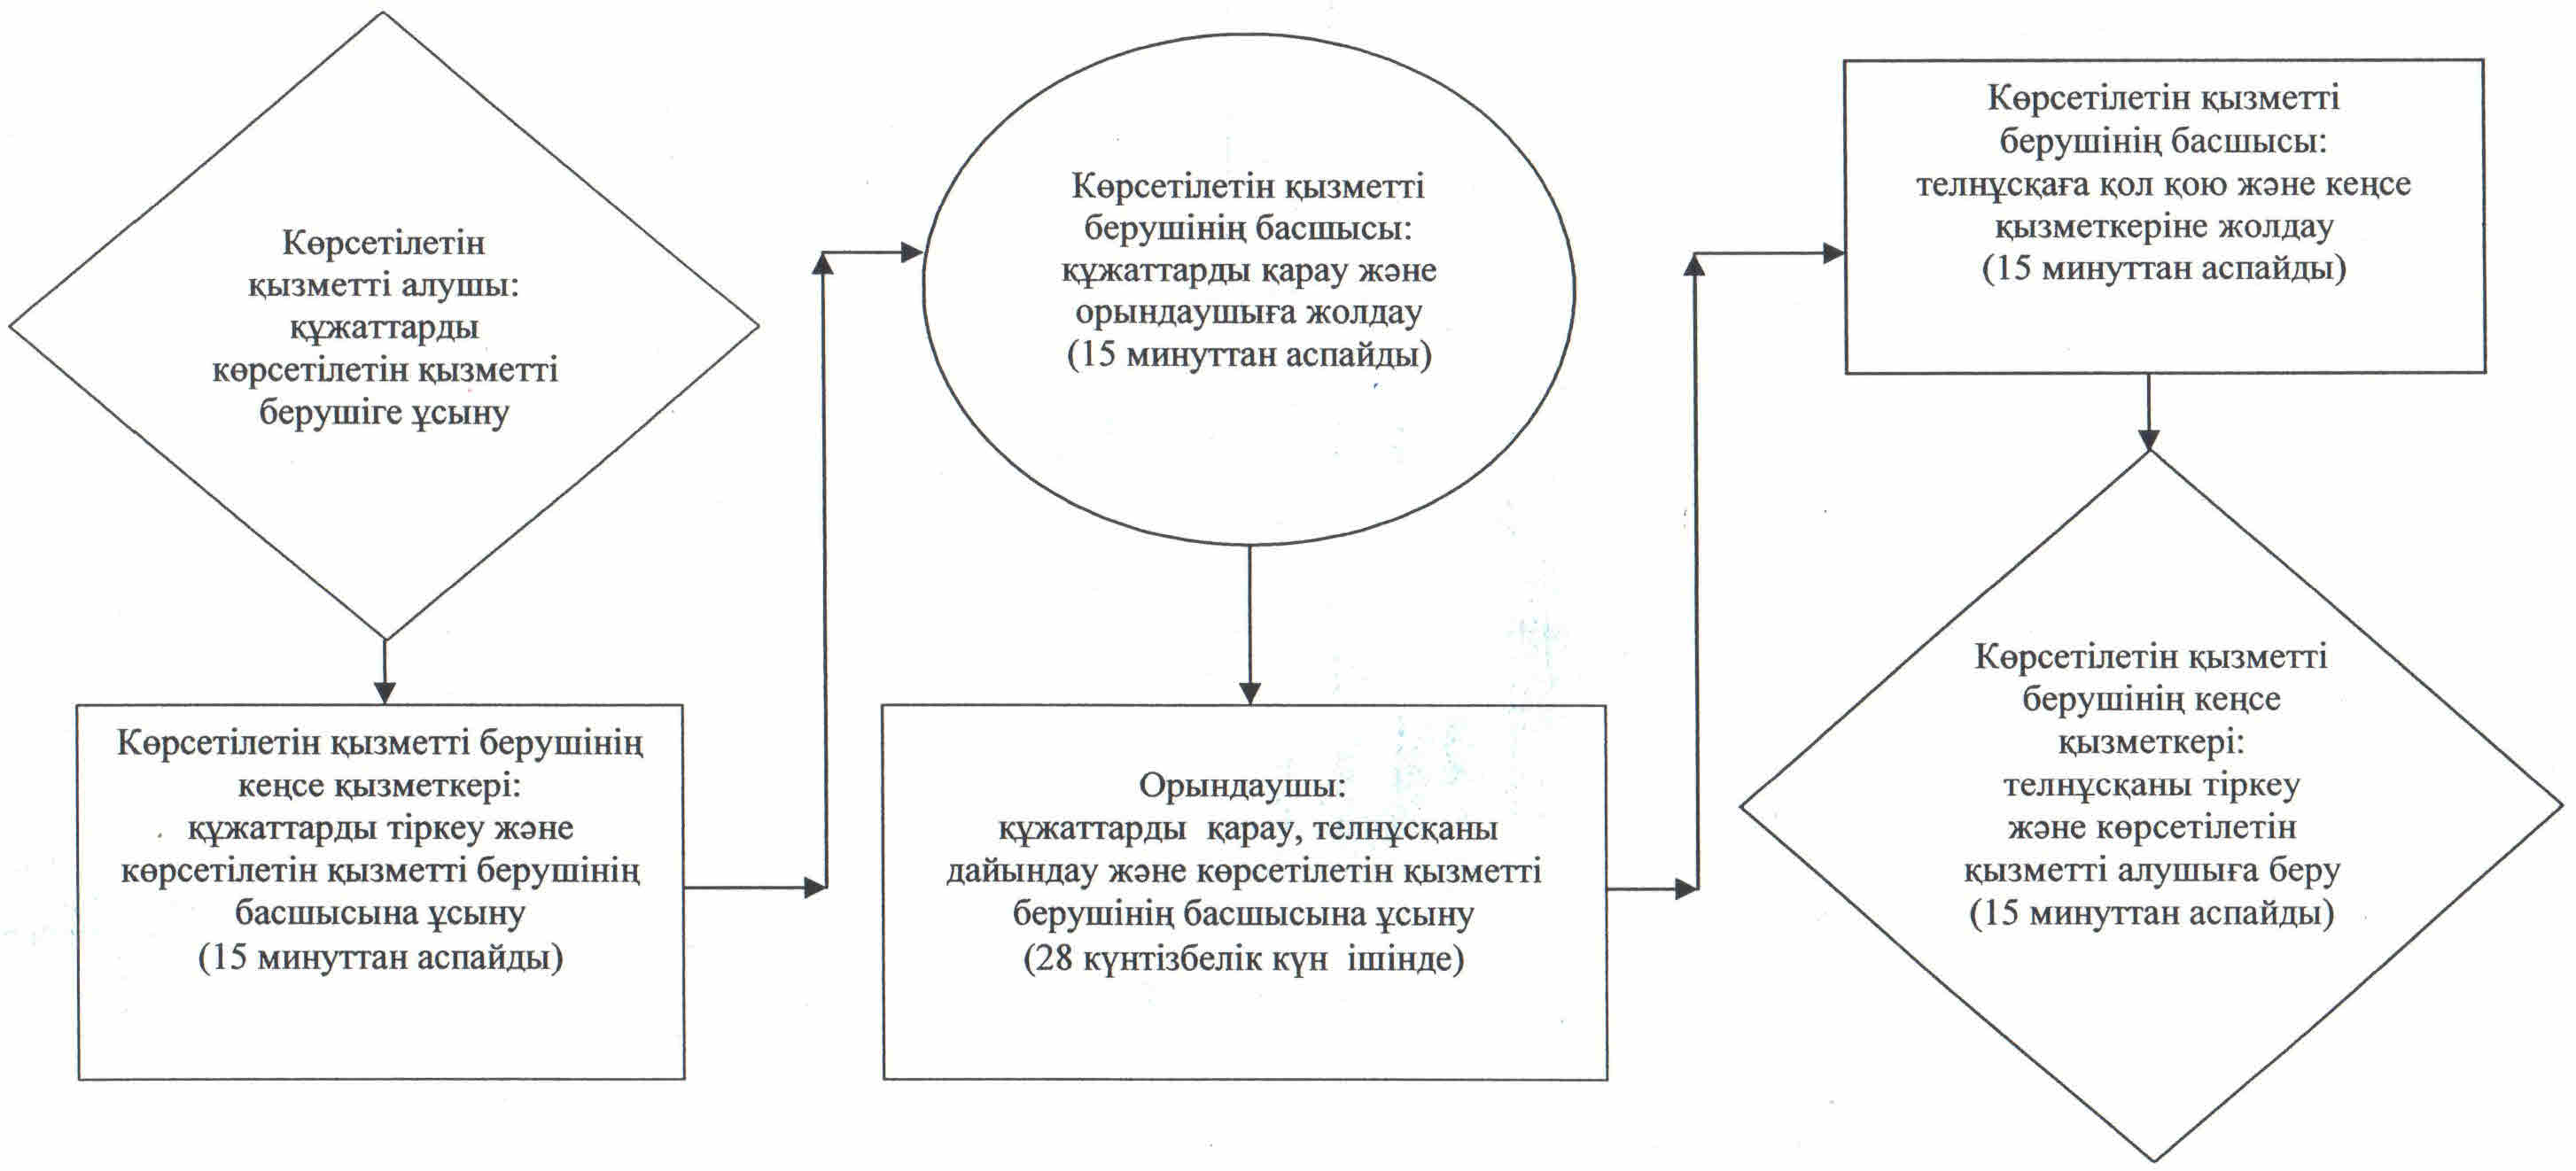 Көрсетілетін
қызметті алушы:
құжаттарды
көрсетілетін қызметті
берушіге ұсыну
Көрсетілетін қызметті берушінің
кеңсе қызметкері:
құжаттарды тіркеу және
көрсетілетін қызметті берушінің
басшысына ұсыну
(15 минуттан аспайды)
Көрсетілетін қызметті
берушінің басшысы:
құжаттарды қарау және
орындаушыға жолдау
(15 минуттан аспайды)
Орындаушы:
құжаттарды қарау, телнұсқаны
дайындау және көрсетілетін қызметті
берушінің басшысына ұсыну
(28 күнтізбелік күн ішінде)
Көрсетілетін қызметті
берушінің басшысы:
телнұсқаға қол қою және кеңсе
қызметкеріне жолдау
(15 минуттан аспайды)
Көрсетілетін қызметті
берушінің кеңсе
қызметкері:
телнұсқаны тіркеу
және көрсетілетін
қызметті алушыға беру
(15 минуттан аспайды)